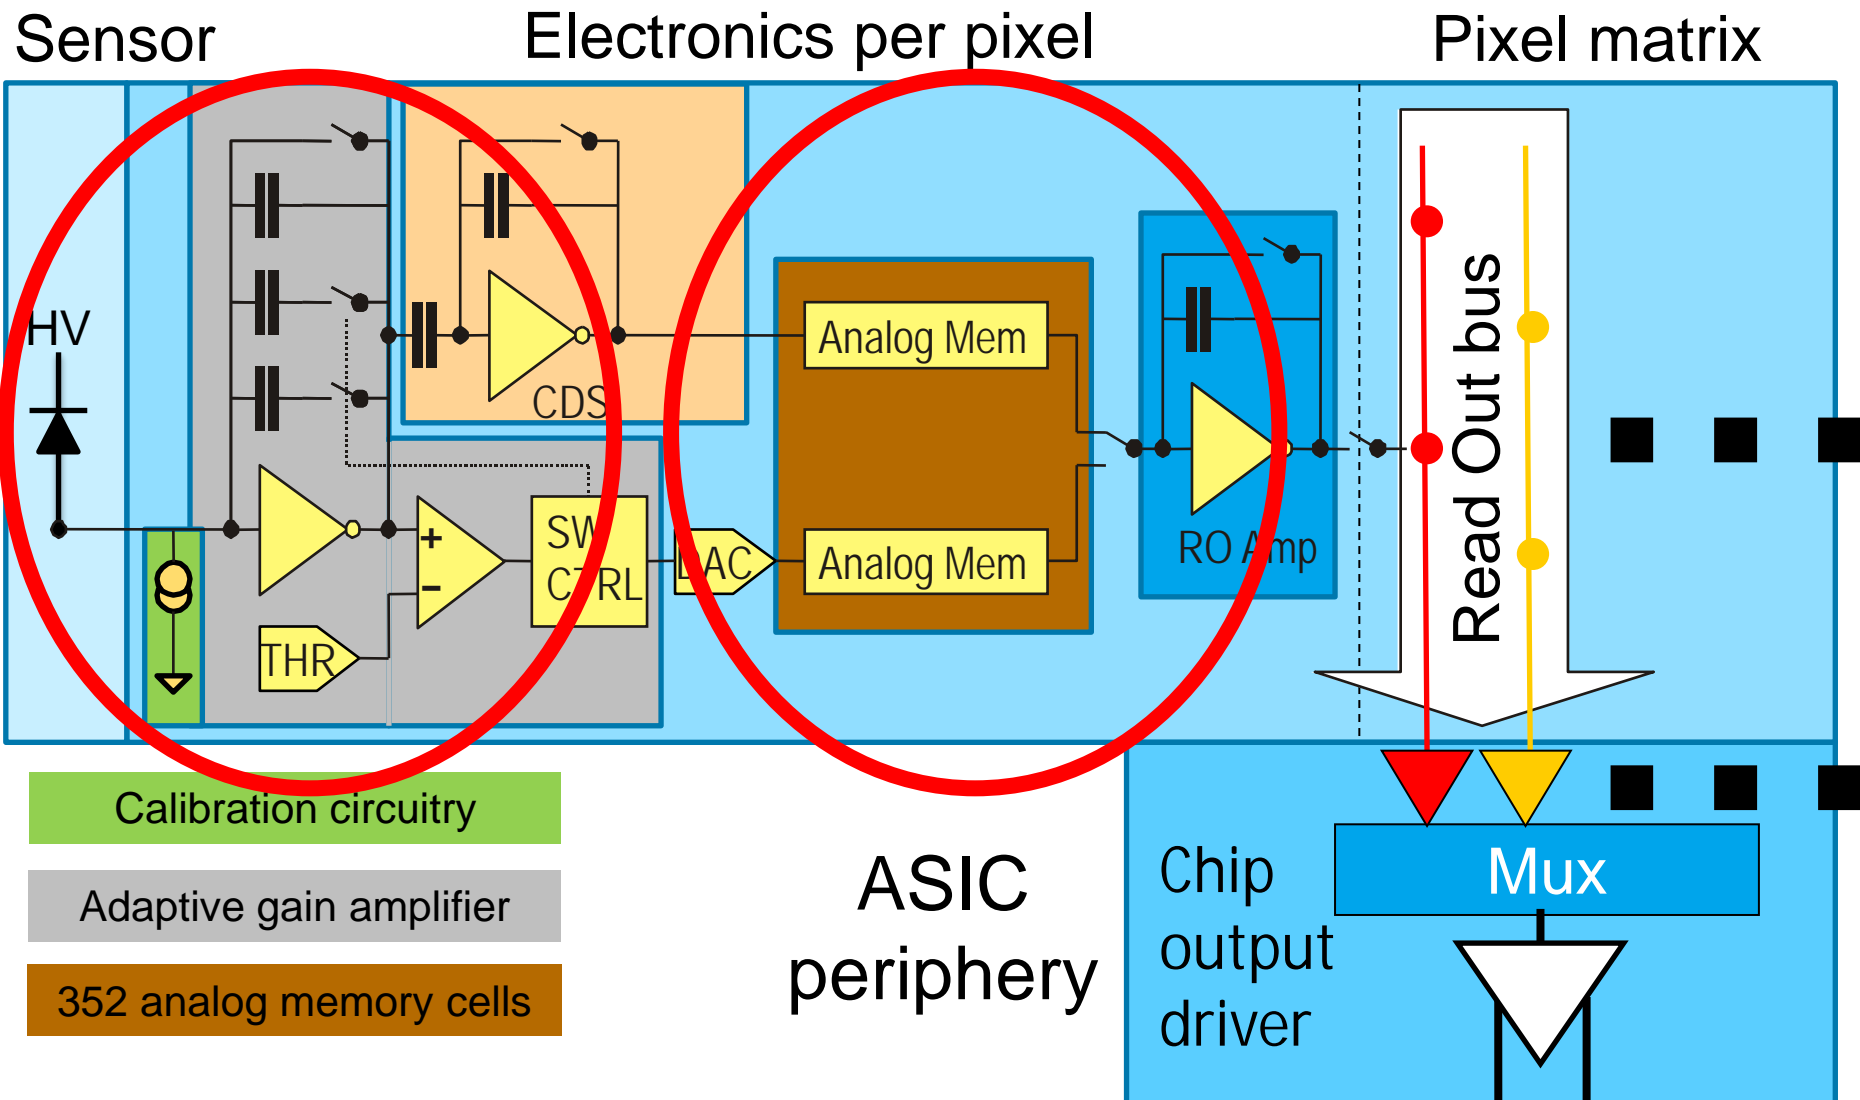 Sensor
Electronics per pixel
Pixel matrix
HV
CDS
Analog Mem
+
−
SW
CTRL
DAC
Analog Mem
THR
RO Amp
Read Out bus
Calibration circuitry
Adaptive gain amplifier
352 analog memory cells
ASIC
periphery
Chip
output
driver
Mux